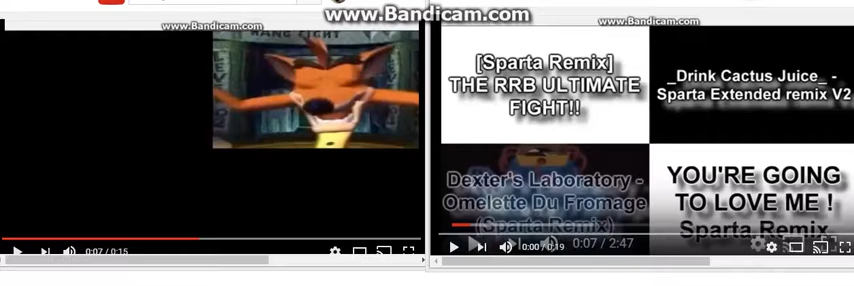 www.Bandicam.com
www.Bandicam.com
www.Bandicam.com
HANG EIGHT
0:07 / 0:15
[Sparta Remix]
THE RRB ULTIMATE
FIGHT!!
_Drink Cactus Juice_ -
Sparta Extended remix V2
Dexter's Laboratory -
Omelette Du Fromage
(Sparta Remix)
YOU'RE GOING
TO LOVE ME !
Sparta Remix
0:00 / 0:19
0:07 / 2:47